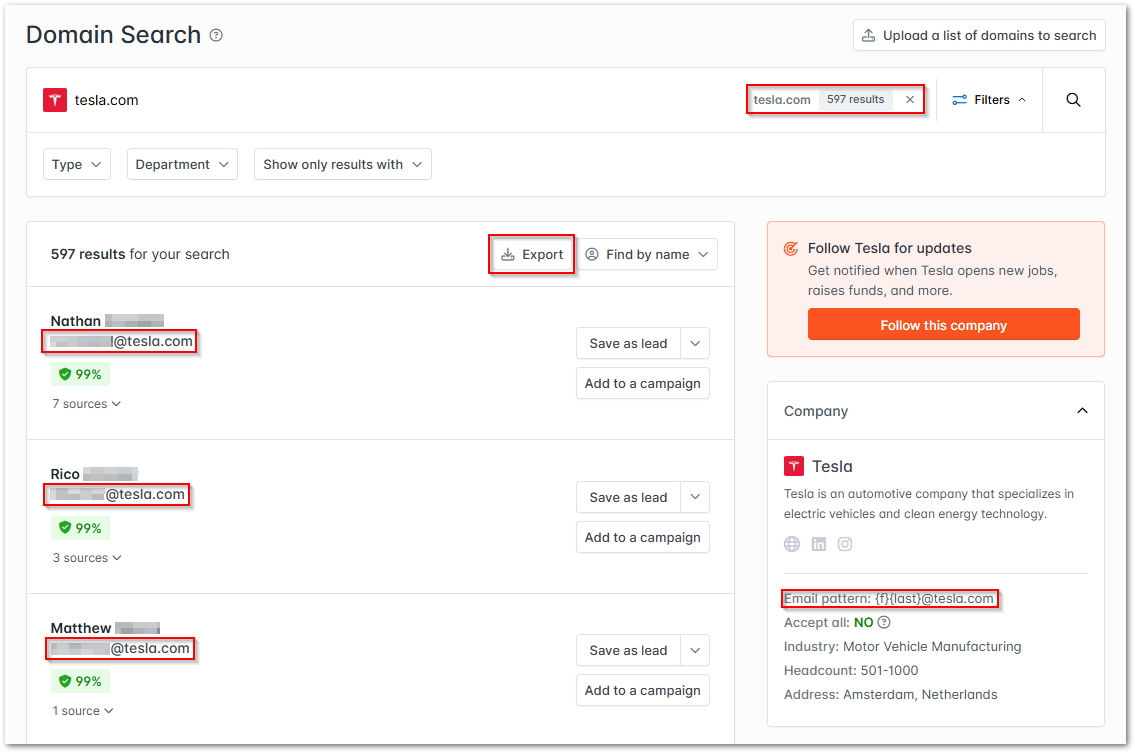 Domain Search
Upload a list of domains to search
tesla.com
tesla.com 597 results
Filters
Type
Department
Show only results with
597 results for your search
Export
Find by name
Nathan
@tesla.com
99%
7 sources
Save as lead
Add to a campaign
Rico
@tesla.com
99%
3 sources
Save as lead
Add to a campaign
Matthew
@tesla.com
99%
1 source
Save as lead
Add to a campaign
Follow Tesla for updates
Get notified when Tesla opens new jobs,
raises funds, and more.
Follow this company
Company
Tesla
Tesla is an automotive company that specializes in
electric vehicles and clean energy technology.
Email pattern: {f}{last}@tesla.com
Accept all: NO
Industry: Motor Vehicle Manufacturing
Headcount: 501-1000
Address: Amsterdam, Netherlands